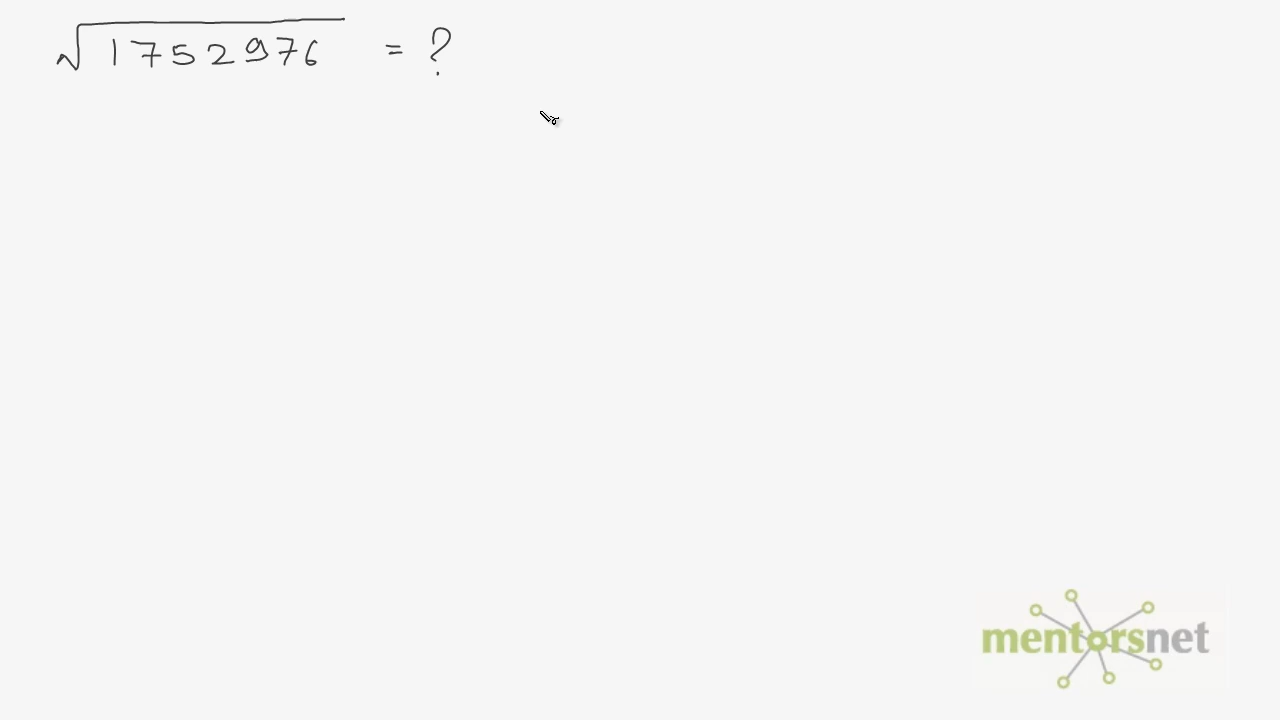 √1752976 = ?
mentorsnet